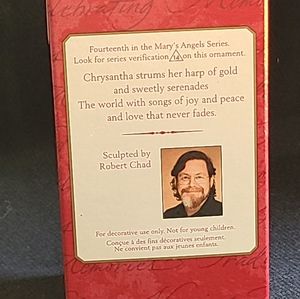 Fourteenth in the Mary's Angels Series.
Look for series verification 14 on this ornament.
Chrysantha strums her harp of gold
and sweetly serenades
The world with songs of joy and peace
and love that never fades.
Sculpted by
Robert Chad
For decorative use only. Not for young children.
Conçue à des fins décoratives seulement.
Ne convient pas aux jeunes enfants.